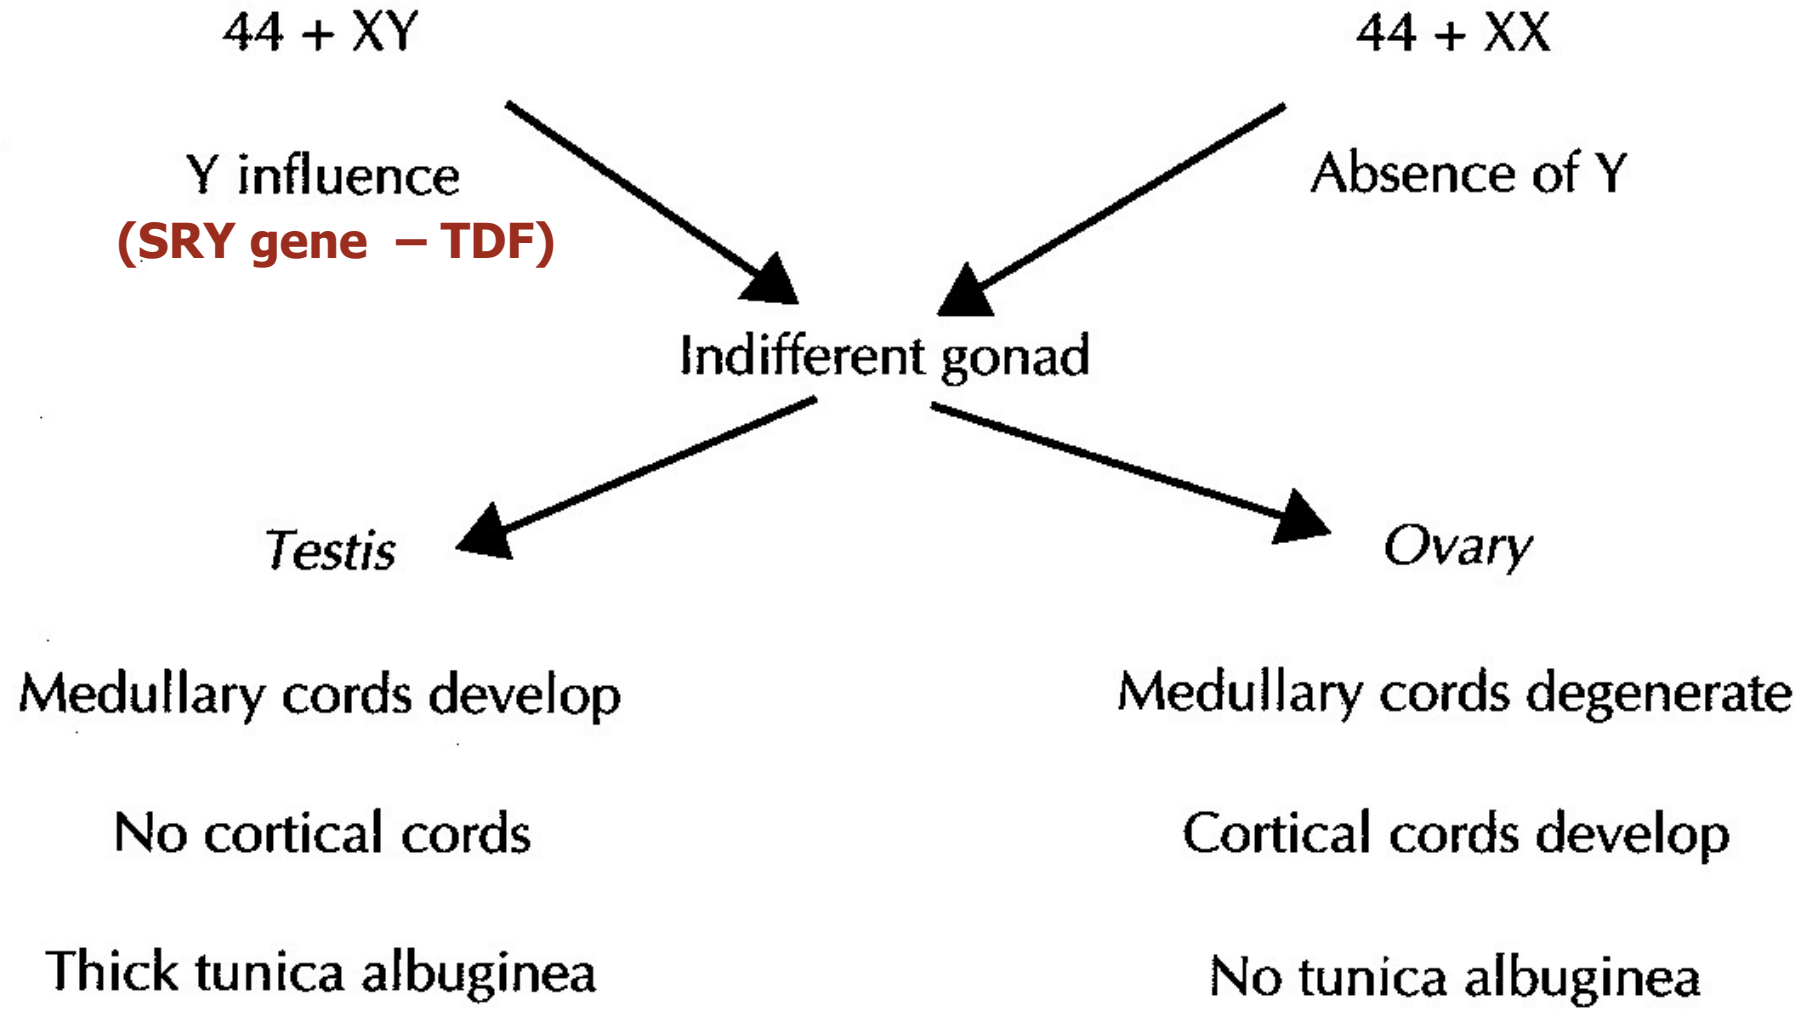 44 + XY
44 + XX
Y influence
(SRY gene – TDF)
Absence of Y
Indifferent gonad
Testis
Ovary
Medullary cords develop
Medullary cords degenerate
No cortical cords
Cortical cords develop
Thick tunica albuginea
No tunica albuginea